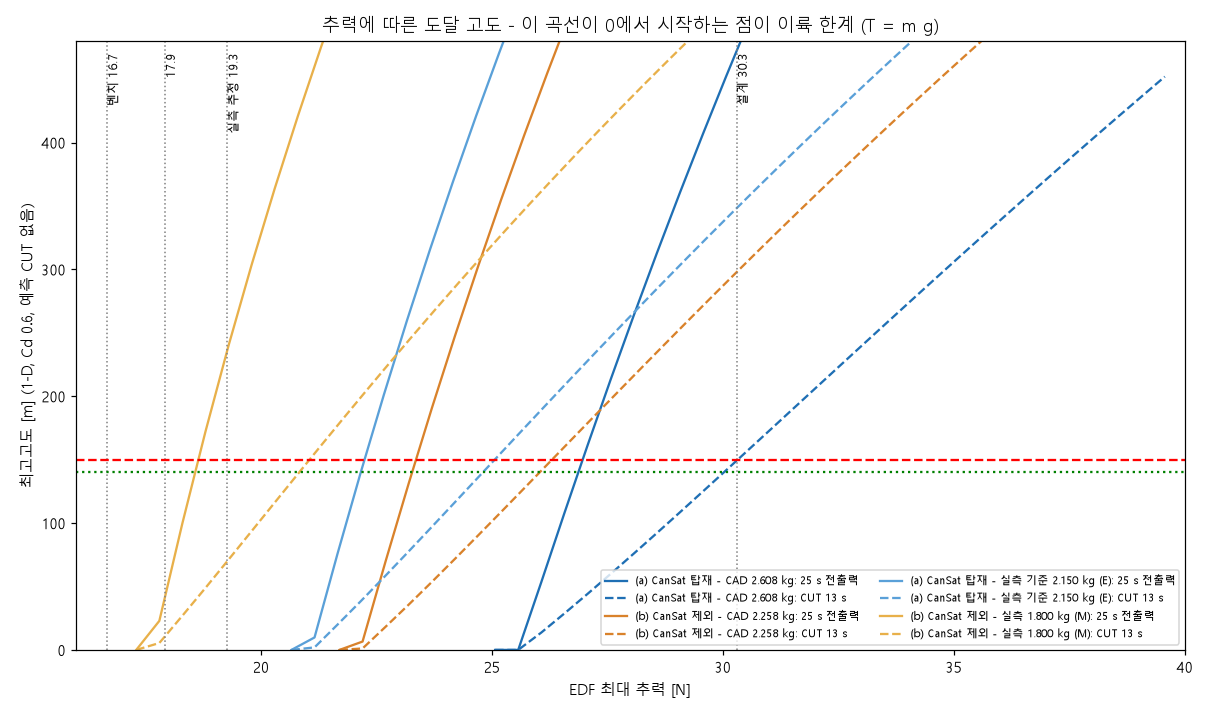 추력에 따른 도달 고도 - 이 곡선이 0에서 시작하는 점이 이륙 한계 (T = m g)
최고고도 [m] (1-D, Cd 0.6, 예측 CUT 없음)
400
300
200
100
0
벤치 16.7
17.9
실측 추정 19.3
설계 30.3
(a) CanSat 탑재 - CAD 2.608 kg: 25 s 전출력
(a) CanSat 탑재 - CAD 2.608 kg: CUT 13 s
(b) CanSat 제외 - CAD 2.258 kg: 25 s 전출력
(b) CanSat 제외 - CAD 2.258 kg: CUT 13 s
(a) CanSat 탑재 - 실측 기준 2.150 kg (E): 25 s 전출력
(a) CanSat 탑재 - 실측 기준 2.150 kg (E): CUT 13 s
(b) CanSat 제외 - 실측 1.800 kg (M): 25 s 전출력
(b) CanSat 제외 - 실측 1.800 kg (M): CUT 13 s
20
25
30
35
40
EDF 최대 추력 [N]